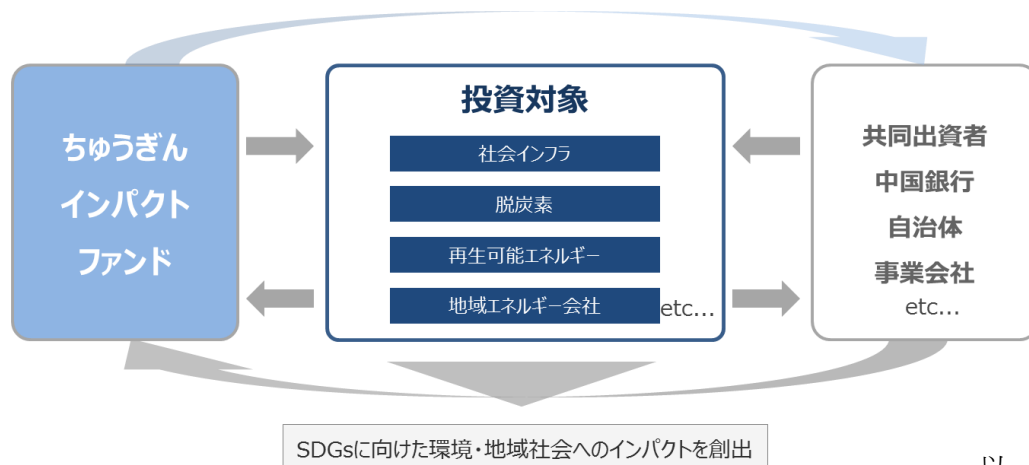 ちゅうぎん
インパクト
ファンド
投資対象
社会インフラ
脱炭素
再生可能エネルギー
地域エネルギー会社
etc...
共同出資者
中国銀行
自治体
事業会社
etc...
SDGsに向けた環境・地域社会へのインパクトを創出